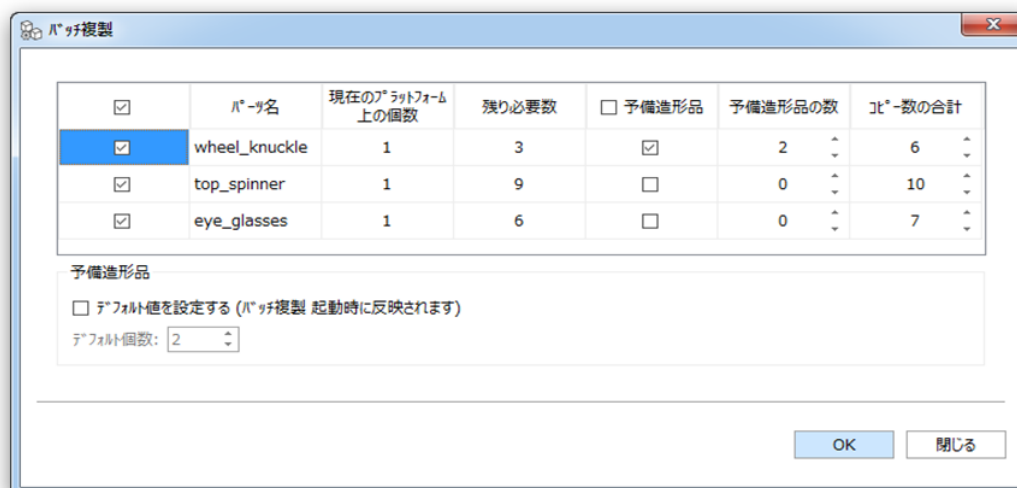 ﾊﾞｯﾁ複製
ﾊﾟｰﾂ名 現在のﾌﾟﾗｯﾄﾌｫｰﾑ上の個数 残り必要数 予備造形品 予備造形品の数 ｺﾋﾟｰ数の合計
wheel_knuckle 1 3 2 6
top_spinner 1 9 0 10
eye_glasses 1 6 0 7
予備造形品
ﾃﾞﾌｫﾙﾄ値を設定する (ﾊﾞｯﾁ複製 起動時に反映されます)
ﾃﾞﾌｫﾙﾄ個数: 2
OK 閉じる